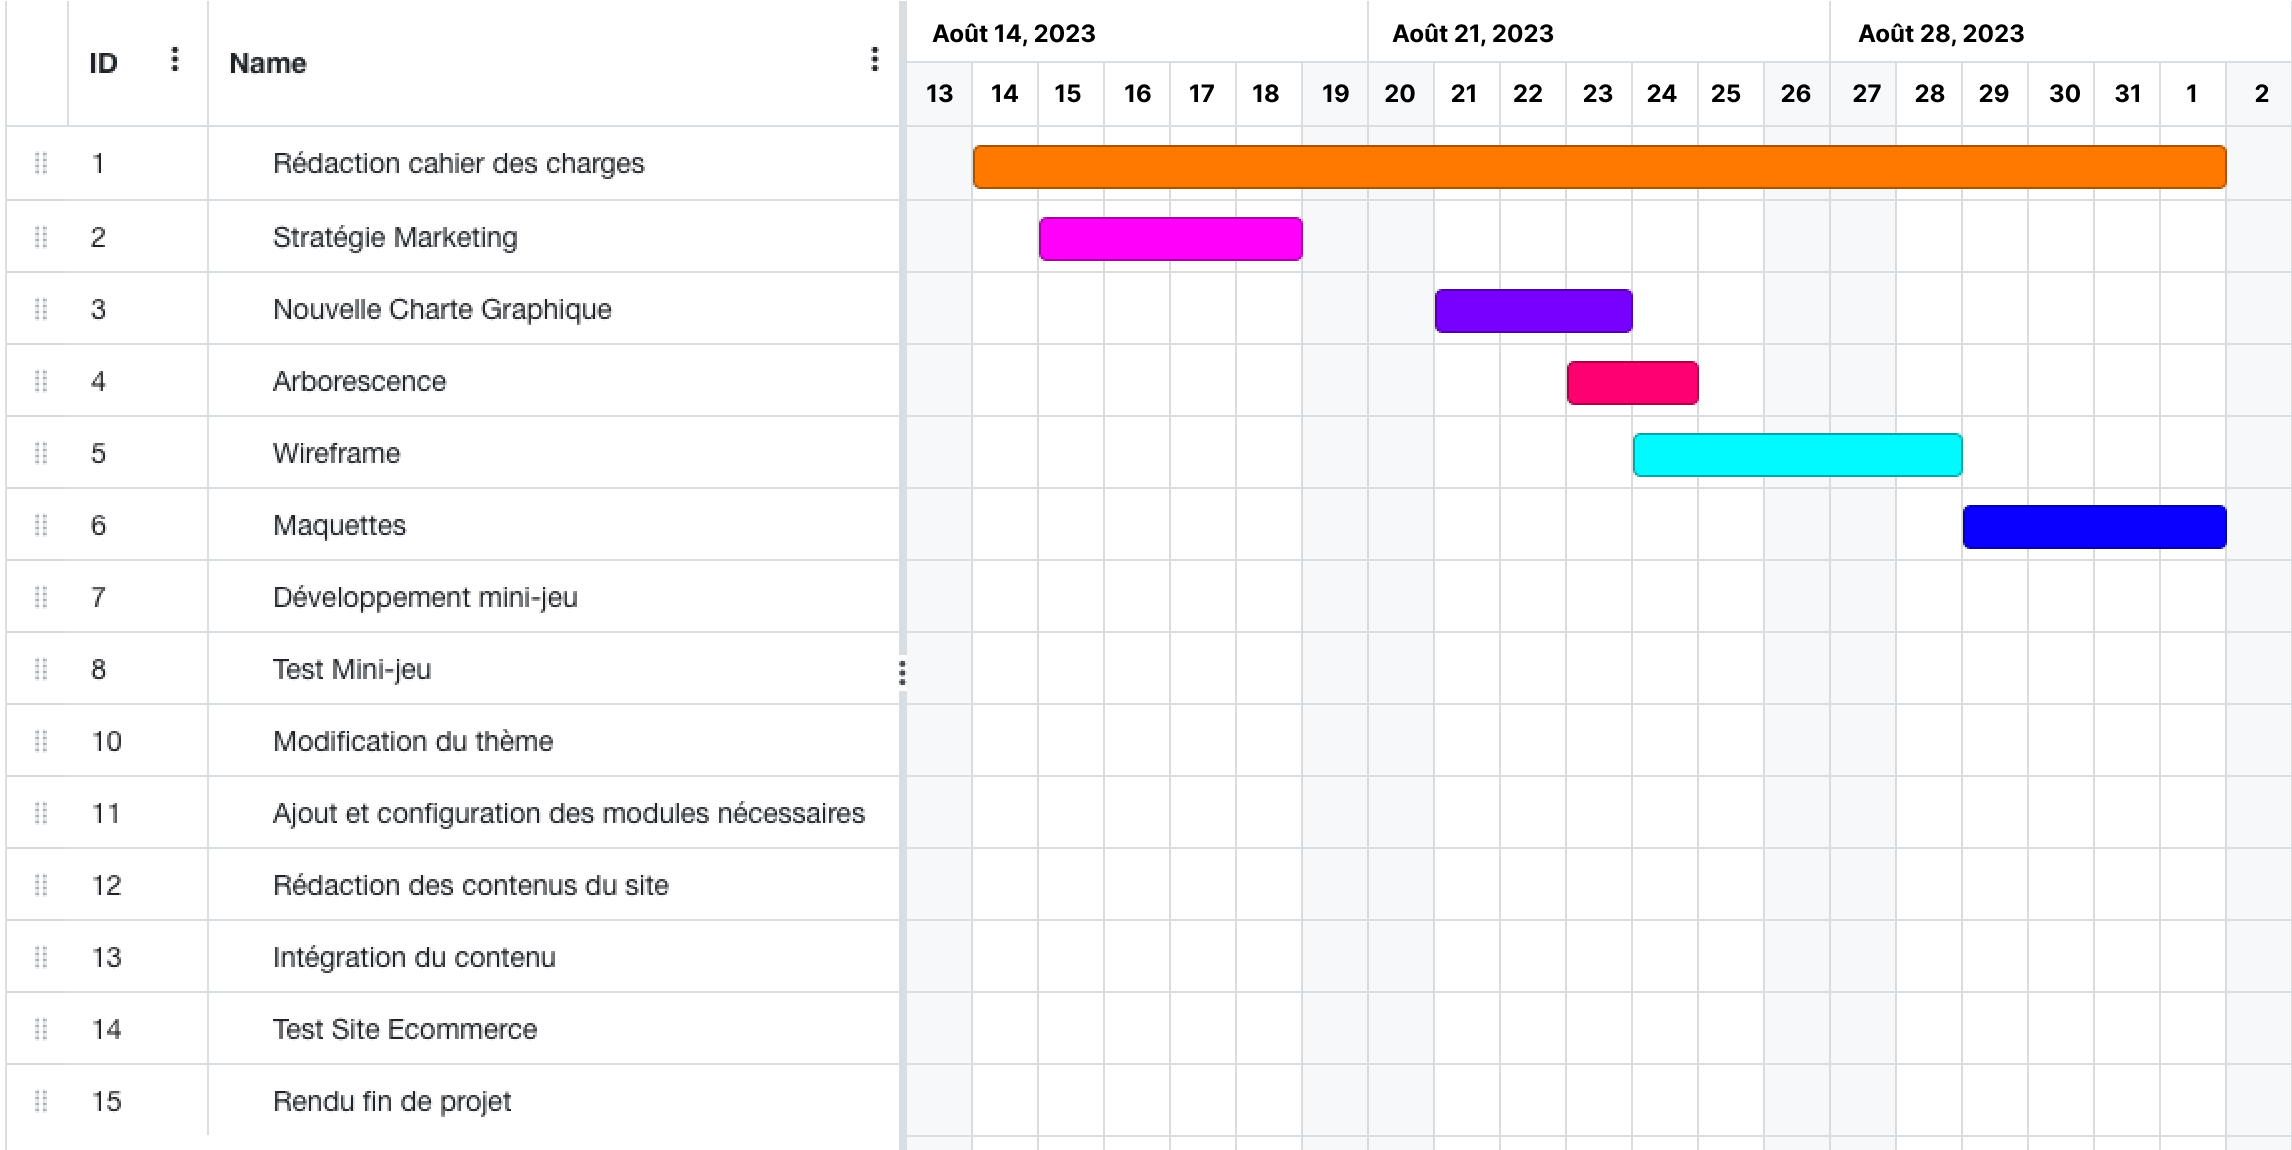 ID Name Août 14, 2023 Août 21, 2023 Août 28, 2023
13 14 15 16 17 18 19 20 21 22 23 24 25 26 27 28 29 30 31 1 2
1 Rédaction cahier des charges
2 Stratégie Marketing
3 Nouvelle Charte Graphique
4 Arborescence
5 Wireframe
6 Maquettes
7 Développement mini-jeu
8 Test Mini-jeu
10 Modification du thème
11 Ajout et configuration des modules nécessaires
12 Rédaction des contenus du site
13 Intégration du contenu
14 Test Site Ecommerce
15 Rendu fin de projet